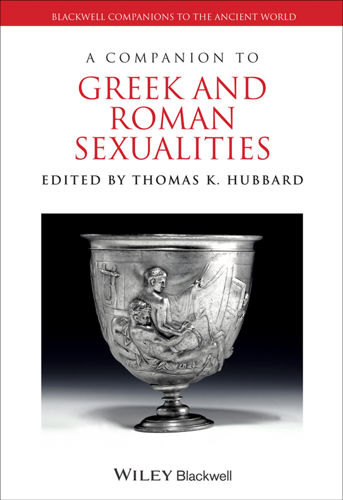 BLACKWELL COMPANIONS TO THE ANCIENT WORLD
A COMPANION TO
GREEK AND
ROMAN
SEXUALITIES
EDITED BY THOMAS K. HUBBARD
WILEY Blackwell